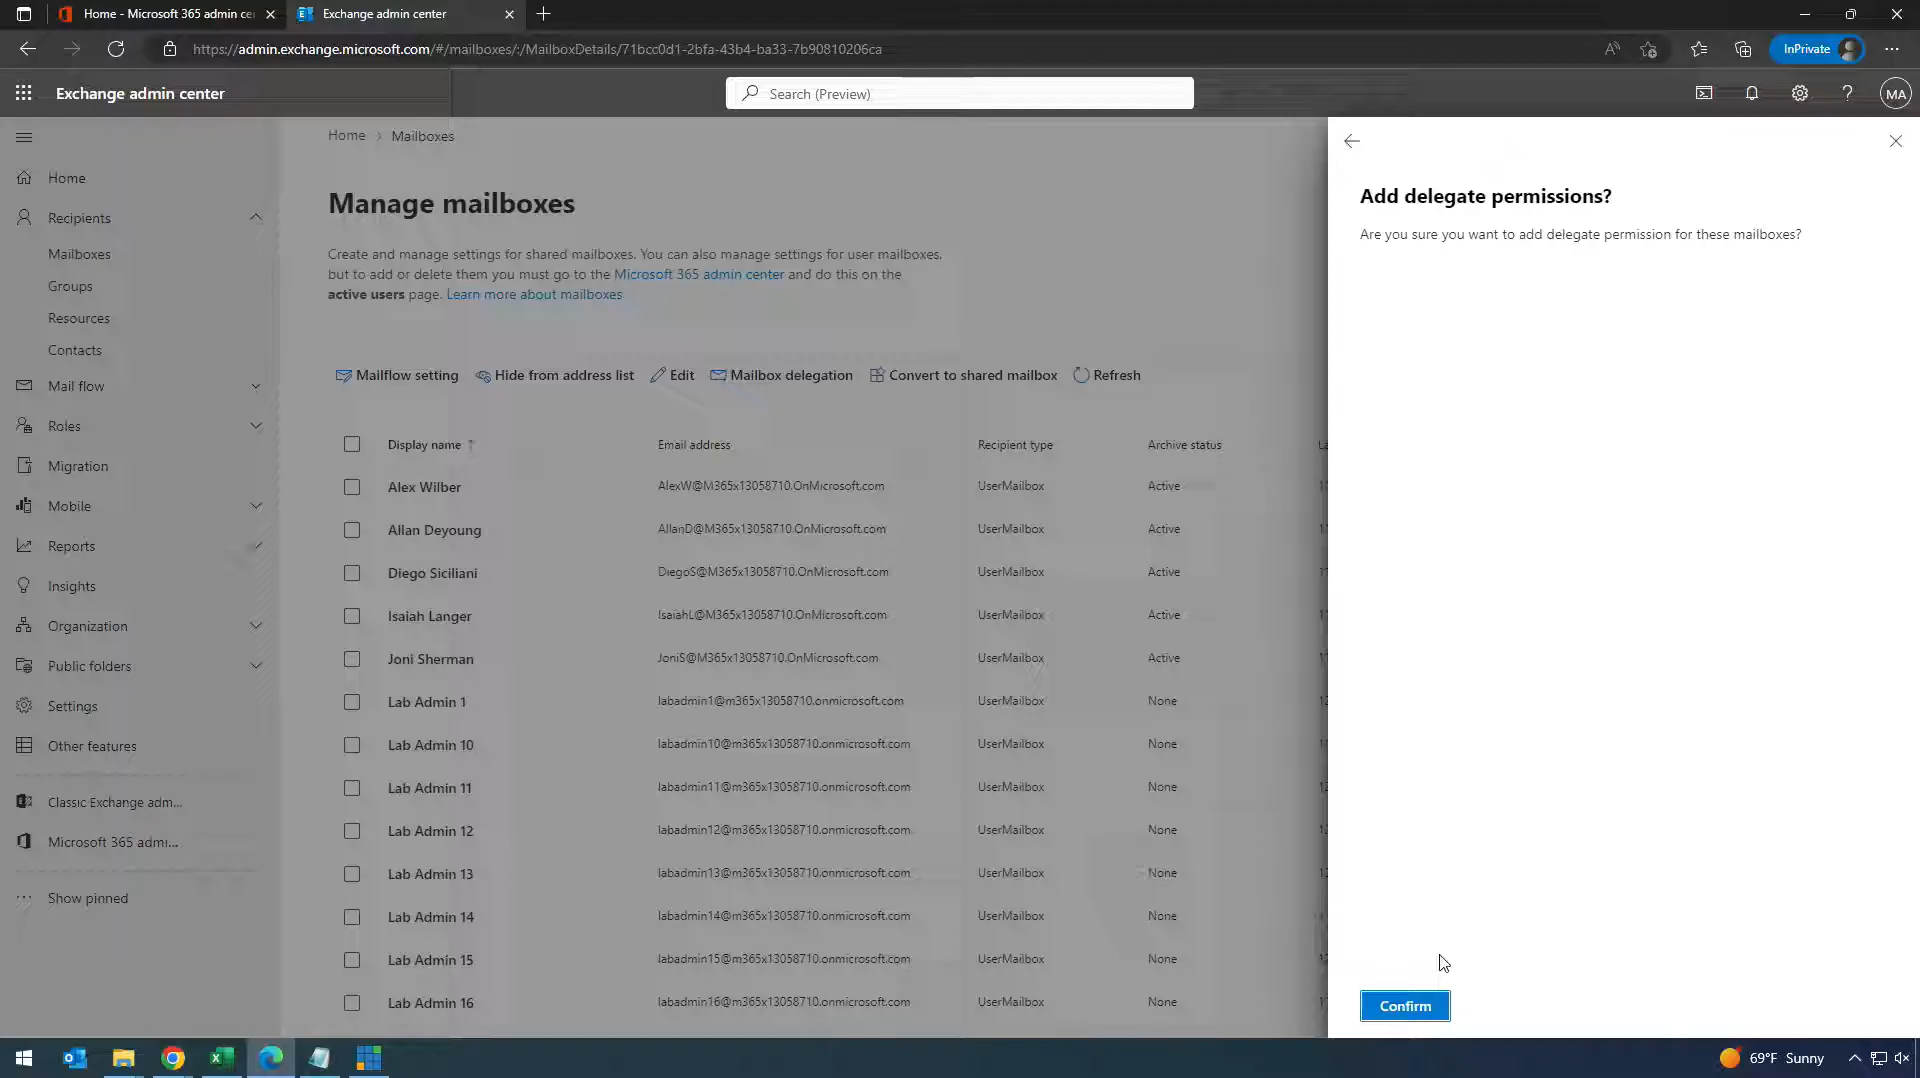 Home - Microsoft 365 admin ce
Exchange admin center
https://admin.exchange.microsoft.com/#/mailboxes/:/MailboxDetails/71bcc0d1-2bfa-43b4-ba33-7b90810206ca
InPrivate
Exchange admin center
Search (Preview)
MA
Home
Recipients
Mailboxes
Groups
Resources
Contacts
Mail flow
Roles
Migration
Mobile
Reports
Insights
Organization
Public folders
Settings
Other features
Classic Exchange adm...
Microsoft 365 admi...
Show pinned
Home > Mailboxes
Manage mailboxes
Create and manage settings for shared mailboxes. You can also manage settings for user mailboxes,
but to add or delete them you must go to the Microsoft 365 admin center and do this on the
active users page. Learn more about mailboxes
Mailflow setting Hide from address list Edit Mailbox delegation Convert to shared mailbox Refresh
Display name ↑ Email address Recipient type Archive status
Alex Wilber AlexW@M365x13058710.OnMicrosoft.com UserMailbox Active
Allan Deyoung AllanD@M365x13058710.OnMicrosoft.com UserMailbox Active
Diego Siciliani DiegoS@M365x13058710.OnMicrosoft.com UserMailbox Active
Isaiah Langer IsaiahL@M365x13058710.OnMicrosoft.com UserMailbox Active
Joni Sherman JoniS@M365x13058710.OnMicrosoft.com UserMailbox Active
Lab Admin 1 labadmin1@m365x13058710.onmicrosoft.com UserMailbox None
Lab Admin 10 labadmin10@m365x13058710.onmicrosoft.com UserMailbox None
Lab Admin 11 labadmin11@m365x13058710.onmicrosoft.com UserMailbox None
Lab Admin 12 labadmin12@m365x13058710.onmicrosoft.com UserMailbox None
Lab Admin 13 labadmin13@m365x13058710.onmicrosoft.com UserMailbox None
Lab Admin 14 labadmin14@m365x13058710.onmicrosoft.com UserMailbox None
Lab Admin 15 labadmin15@m365x13058710.onmicrosoft.com UserMailbox None
Lab Admin 16 labadmin16@m365x13058710.onmicrosoft.com UserMailbox None
Add delegate permissions?
Are you sure you want to add delegate permission for these mailboxes?
Confirm
69°F Sunny